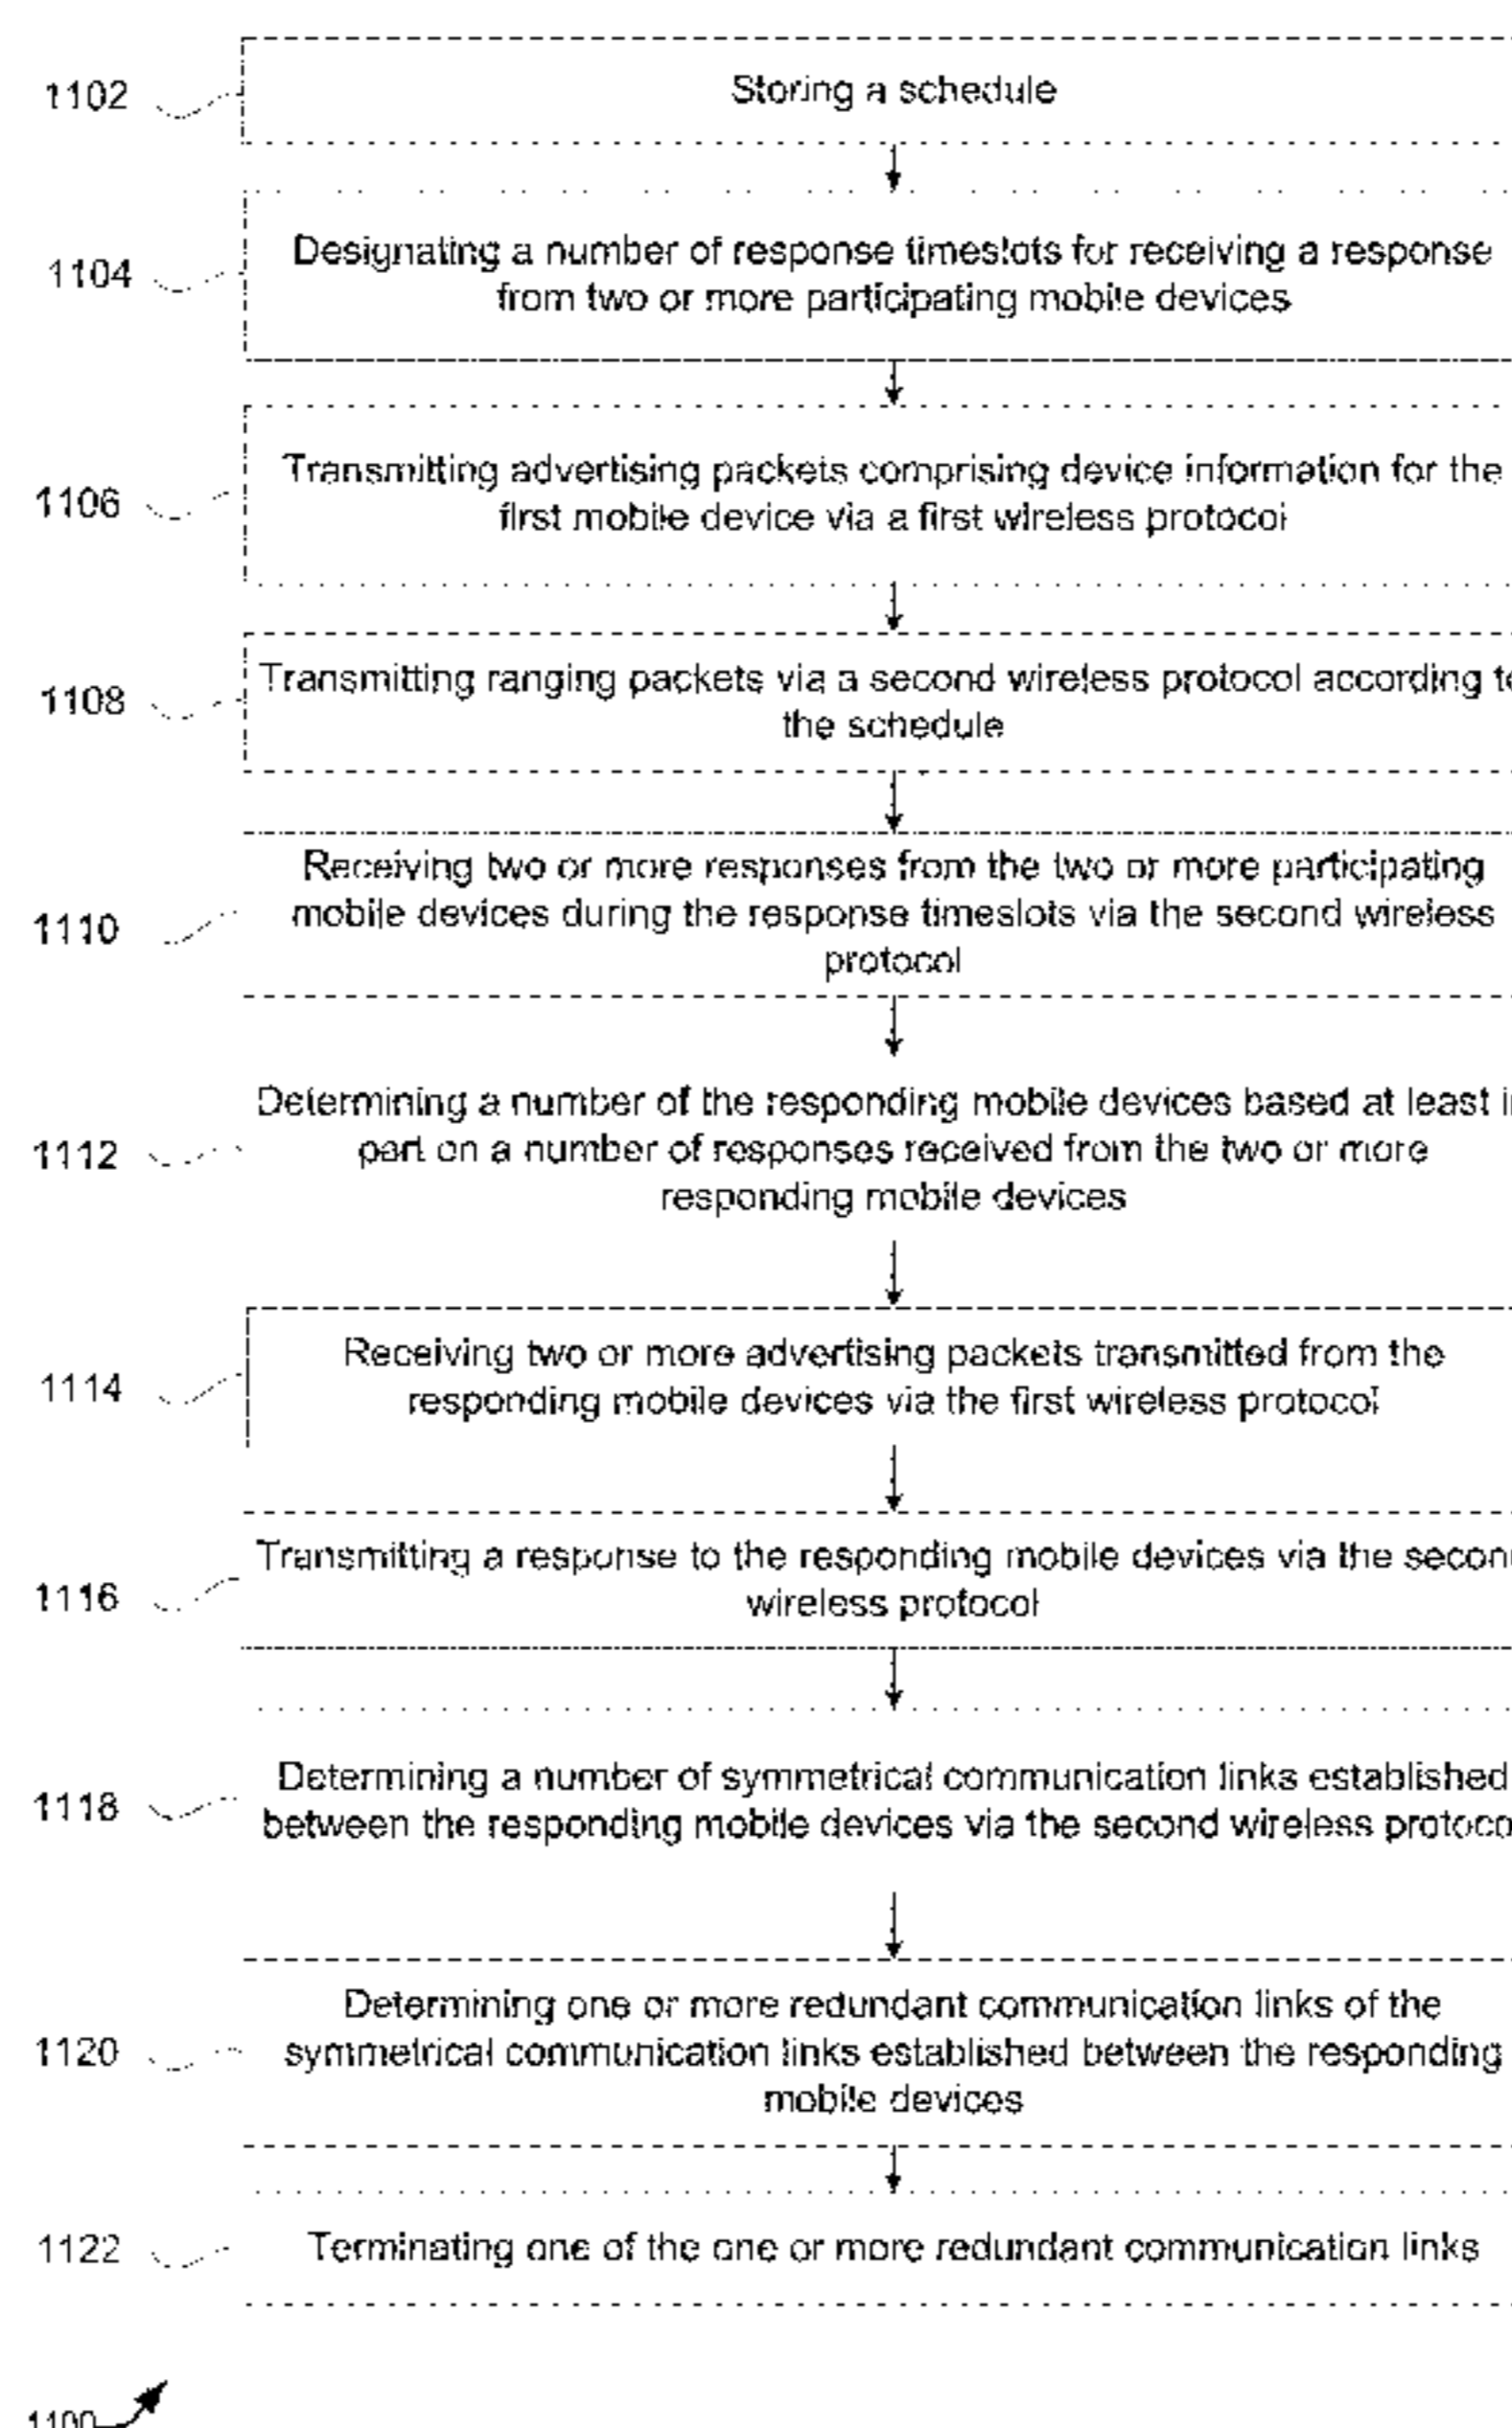 1102
Storing a schedule
1104
Designating a number of response timeslots for receiving a response
from two or more participating mobile devices
1106
Transmitting advertising packets comprising device information for the
first mobile device via a first wireless protocol
1108
Transmitting ranging packets via a second wireless protocol according
the schedule
1110
Receiving two or more responses from the two or more participating
mobile devices during the response timeslots via the second wireless
protocol
1112
Determining a number of the responding mobile devices based at least
part on a number of responses received from the two or more
responding mobile devices
1114
Receiving two or more advertising packets transmitted from the
responding mobile devices via the first wireless protocol
1116
Transmitting a response to the responding mobile devices via the
wireless protocol
1118
Determining a number of symmetrical communication links established
between the responding mobile devices via the second wireless
1120
Determining one or more redundant communication links of the
symmetrical communication links established between the responding
mobile devices
1122
Terminating one of the one or more redundant communication links
1100